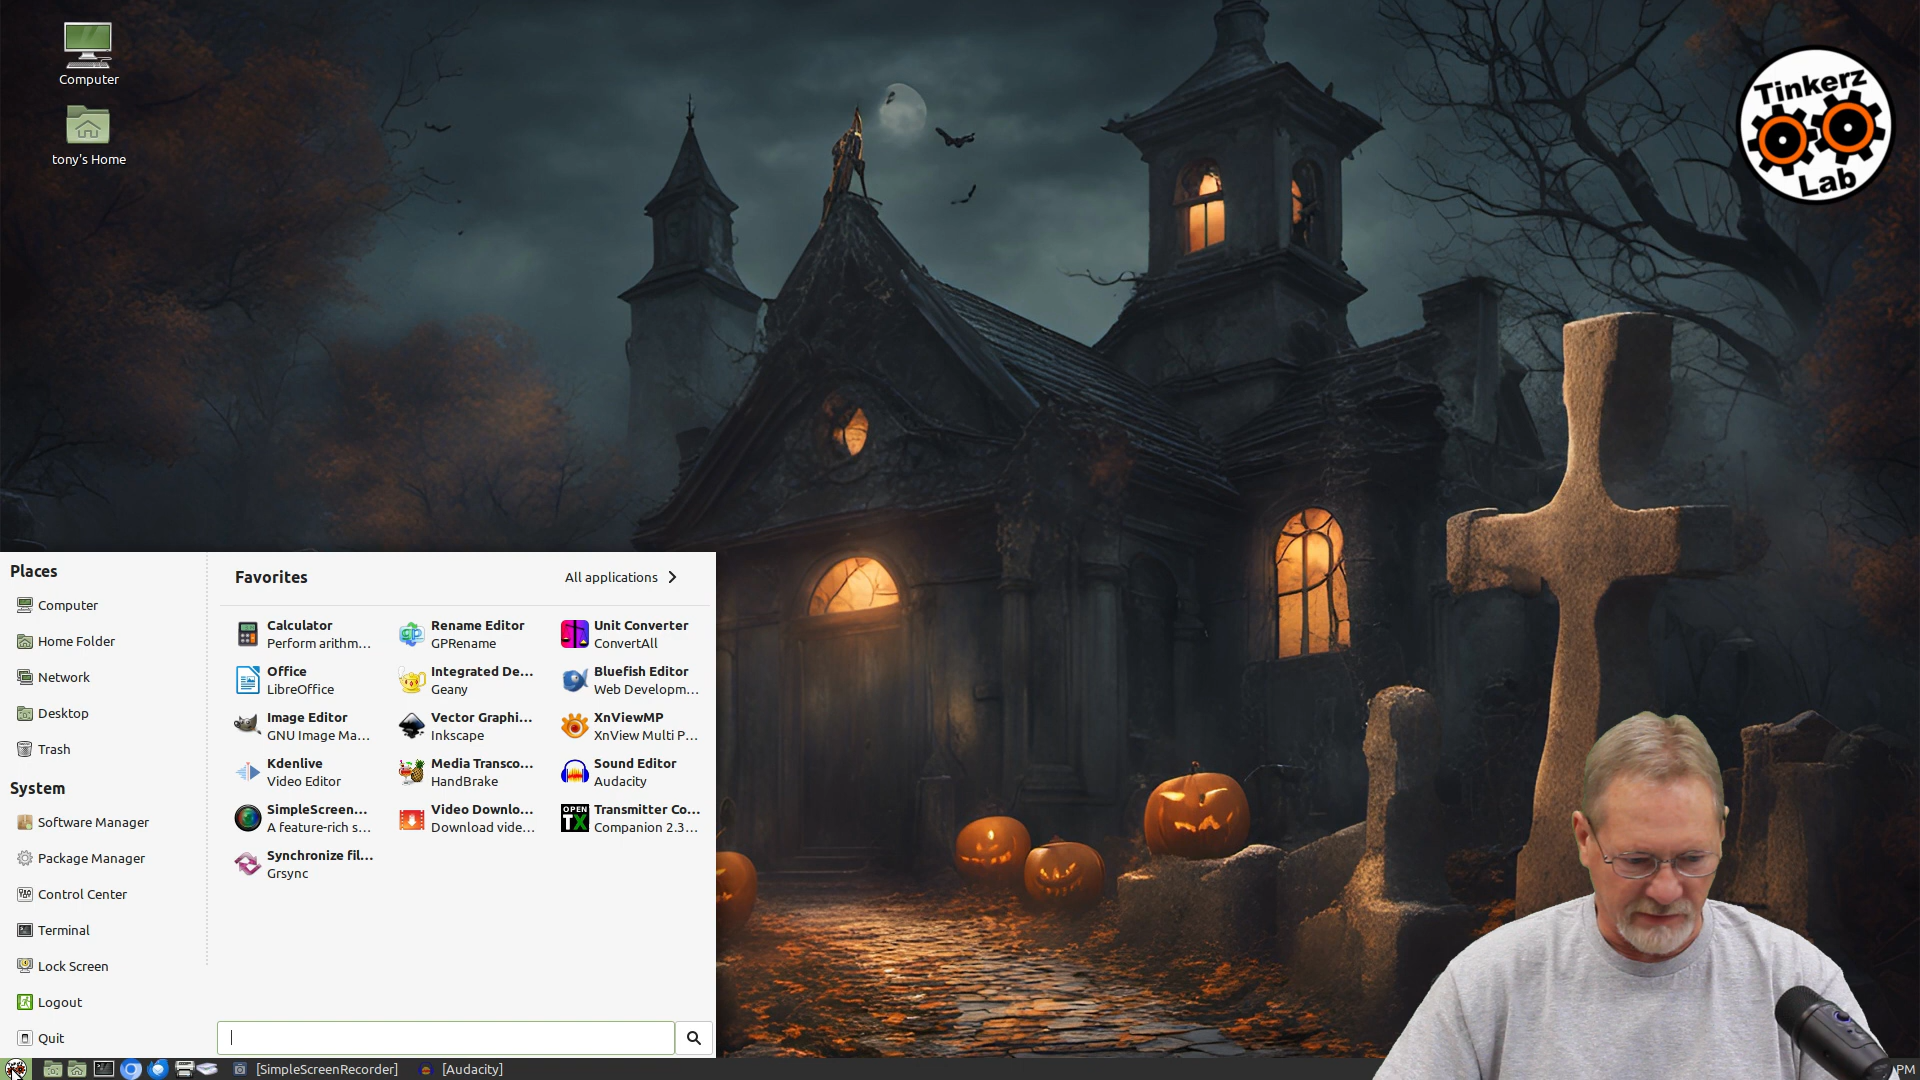 Computer
tony's Home
Tinkerz
Lab
Places
Computer
Home Folder
Network
Desktop
Trash
System
Software Manager
Package Manager
Control Center
Terminal
Lock Screen
Logout
Quit
Favorites
All applications
Calculator
Perform arithm...
Rename Editor
GPRename
Unit Converter
ConvertAll
Office
LibreOffice
Integrated De...
Geany
Bluefish Editor
Web Developm...
Image Editor
GNU Image Ma...
Vector Graphi...
Inkscape
XnViewMP
XnView Multi P...
Kdenlive
Video Editor
Media Transco...
HandBrake
Sound Editor
Audacity
SimpleScreen...
A feature-rich s...
Video Downlo...
Download vide...
OPEN
TX
Transmitter Co...
Companion 2.3...
Synchronize fil...
Grsync
[SimpleScreenRecorder]
[Audacity]
PM